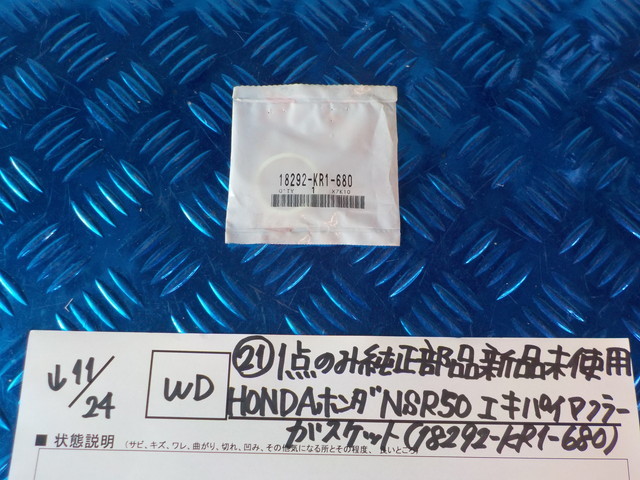 18292-KR1-680
Q'TY 1 X7610
↓11/24
WD
㉑1点のみ純正部品新品未使用
HONDAホンダNSR50 エキパイマフラー
ガスケット(18292-KR1-680)
■ 状態説明 (サビ、キズ、ワレ、曲がり、切れ、凹み、その他気になる所とその程度、 良いところ)